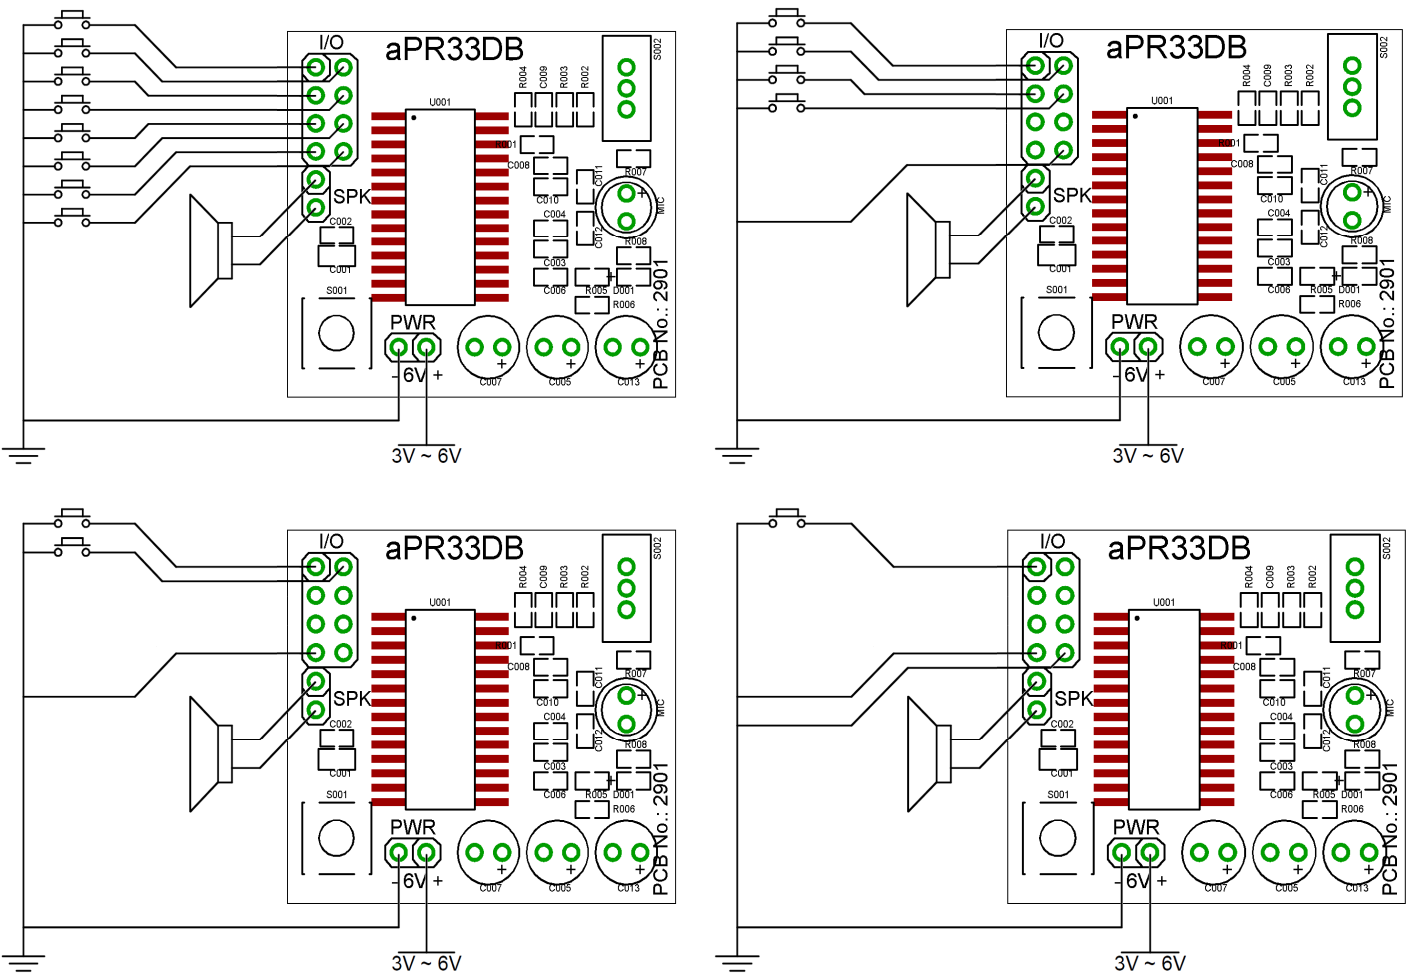 I/O
aPR33DB
S002
R004
C009
R003
R002
U001
R001
C008
C011
R007
+
C010
MIC
SPK
C004
C012
C002
R008
C003
C001
C006
+
R005
D001
S001
R006
PWR
- 6V +
+
+
+
C007
C005
C013
PCB No.: 2901
3V ~ 6V
I/O
aPR33DB
S002
R004
C009
R003
R002
U001
R001
C008
C011
R007
+
C010
MIC
SPK
C004
C012
C002
R008
C003
C001
C006
+
R005
D001
S001
R006
PWR
- 6V +
+
+
+
C007
C005
C013
PCB No.: 2901
3V ~ 6V
I/O
aPR33DB
S002
R004
C009
R003
R002
U001
R001
C008
C011
R007
+
C010
MIC
SPK
C004
C012
C002
R008
C003
C001
C006
+
R005
D001
S001
R006
PWR
- 6V +
+
+
+
C007
C005
C013
PCB No.: 2901
3V ~ 6V
I/O
aPR33DB
S002
R004
C009
R003
R002
U001
R001
C008
C011
R007
+
C010
MIC
SPK
C004
C012
C002
R008
C003
C001
C006
+
R005
D001
S001
R006
PWR
- 6V +
+
+
+
C007
C005
C013
PCB No.: 2901
3V ~ 6V